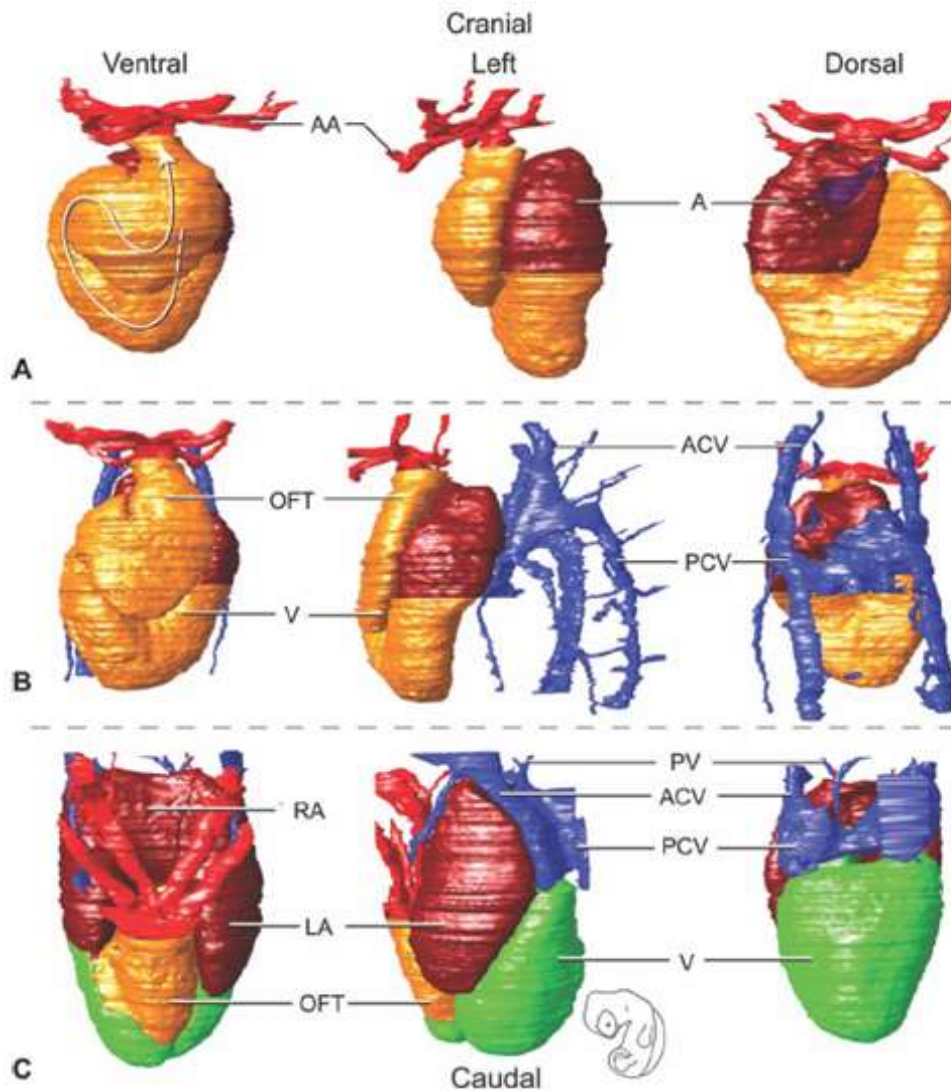 Cranial
Ventral Left Dorsal
AA
A
A
ACV
OFT
PCV
V
B
PV
RA ACV
PCV
LA
V
OFT
C
Caudal